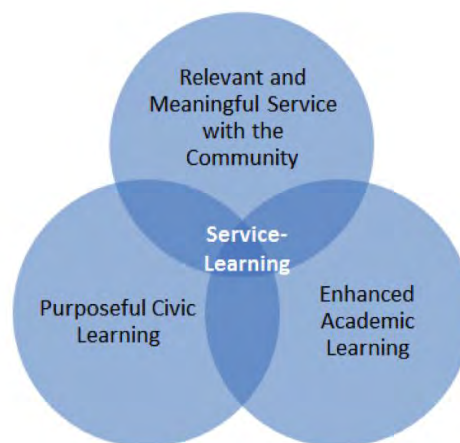 Relevant and
Meaningful Service
with the
Community
Service-
Learning
Purposeful Civic
Learning
Enhanced
Academic
Learning